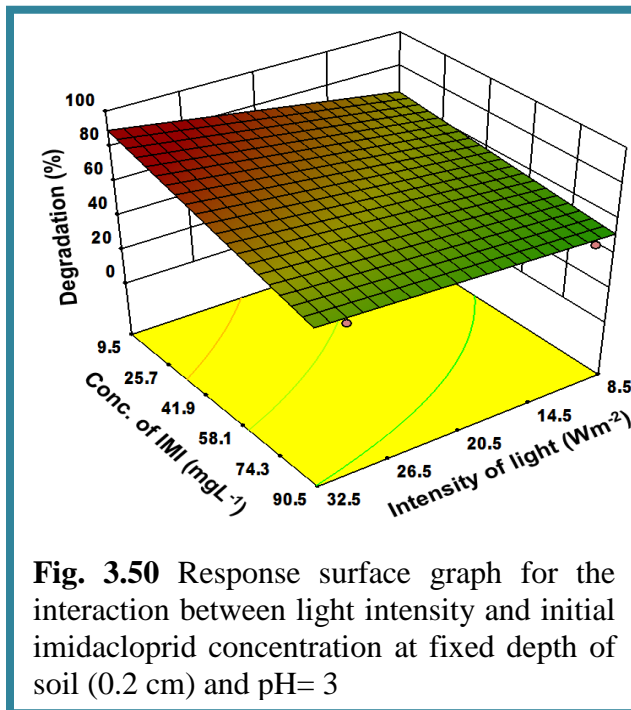 100
80
60
40
20
0
Degradation (%)
9.5
25.7
41.9
58.1
74.3
90.5
Conc. of IMI (mgL⁻¹)
32.5
26.5
20.5
14.5
8.5
Intensity of light (Wm⁻²)
Fig. 3.50 Response surface graph for the
interaction between light intensity and initial
imidacloprid concentration at fixed depth of
soil (0.2 cm) and pH= 3